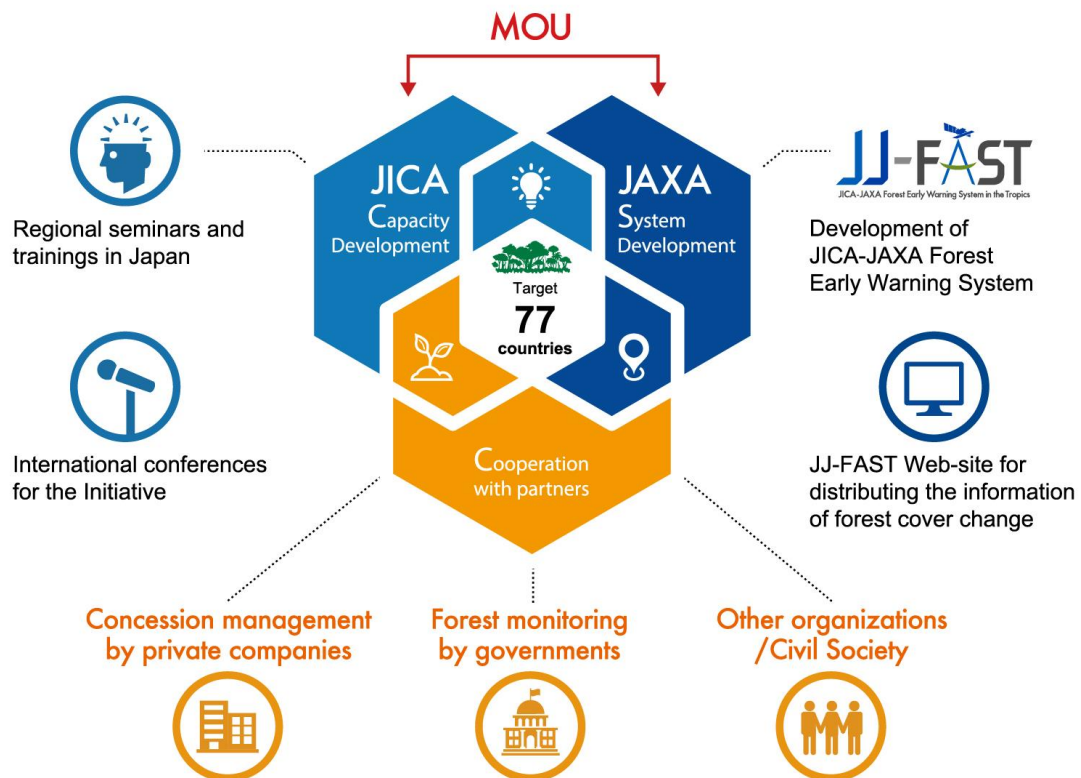 MOU
JICA
Capacity
Development
JAXA
System
Development
Target
77
countries
Cooperation
with partners
Regional seminars and
trainings in Japan
International conferences
for the Initiative
JJ-FAST
JICA-JAXA Forest Early Warning System in the Tropics
Development of
JICA-JAXA Forest
Early Warning System
JJ-FAST Web-site for
distributing the information
of forest cover change
Concession management
by private companies
Forest monitoring
by governments
Other organizations
/Civil Society